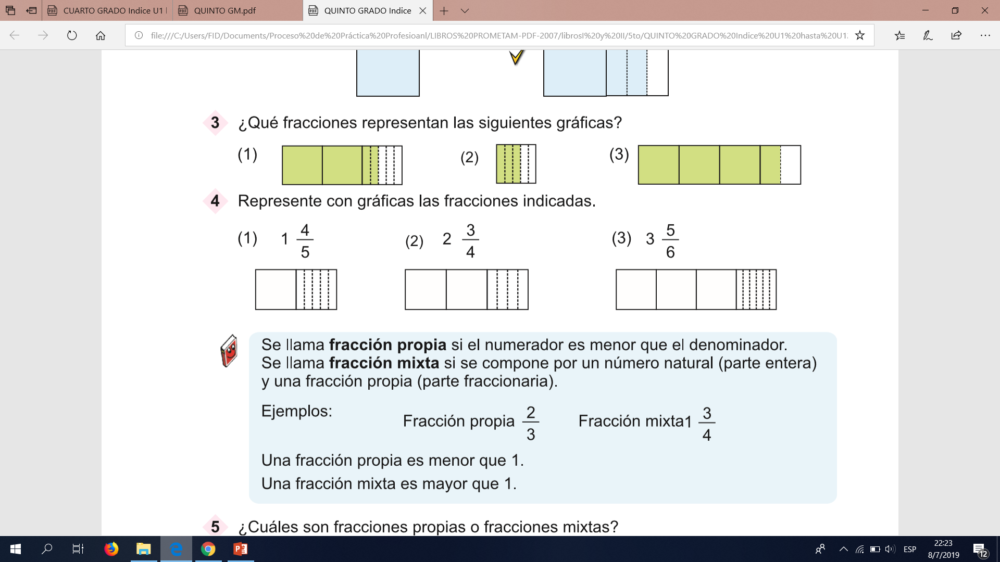 CUARTO GRADO Indice U1
QUINTO GM.pdf
QUINTO GRADO Indice
file:///C:/Users/FID/Documents/Proceso%20de%20Práctica%20Profesioanl/LIBROS%20PROMETAM-PDF-2007/librosI%20y%20II/5to/QUINTO%20GRADO%20Indice%20U1%20hasta%20U1
3 ¿Qué fracciones representan las siguientes gráficas?
(1) (2) (3)
4 Represente con gráficas las fracciones indicadas.
(1) 1 4/5 (2) 2 3/4 (3) 3 5/6
Se llama fracción propia si el numerador es menor que el denominador.
Se llama fracción mixta si se compone por un número natural (parte entera)
y una fracción propia (parte fraccionaria).
Ejemplos:
Fracción propia 2/3 Fracción mixta1 3/4
Una fracción propia es menor que 1.
Una fracción mixta es mayor que 1.
5 ¿Cuáles son fracciones propias o fracciones mixtas?
ESP
22:23
8/7/2019
12